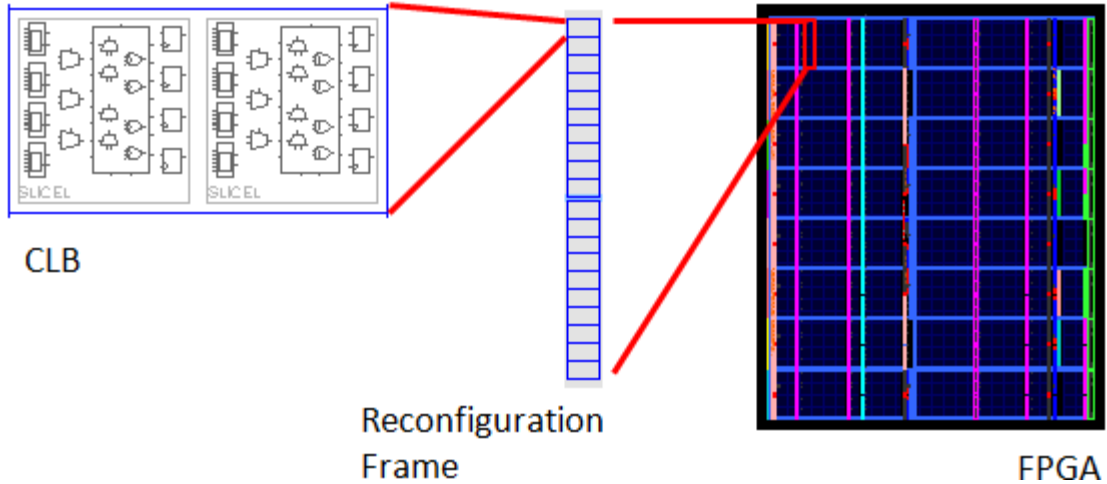 SLICEL
SLICEL
CLB
Reconfiguration
Frame
FPGA